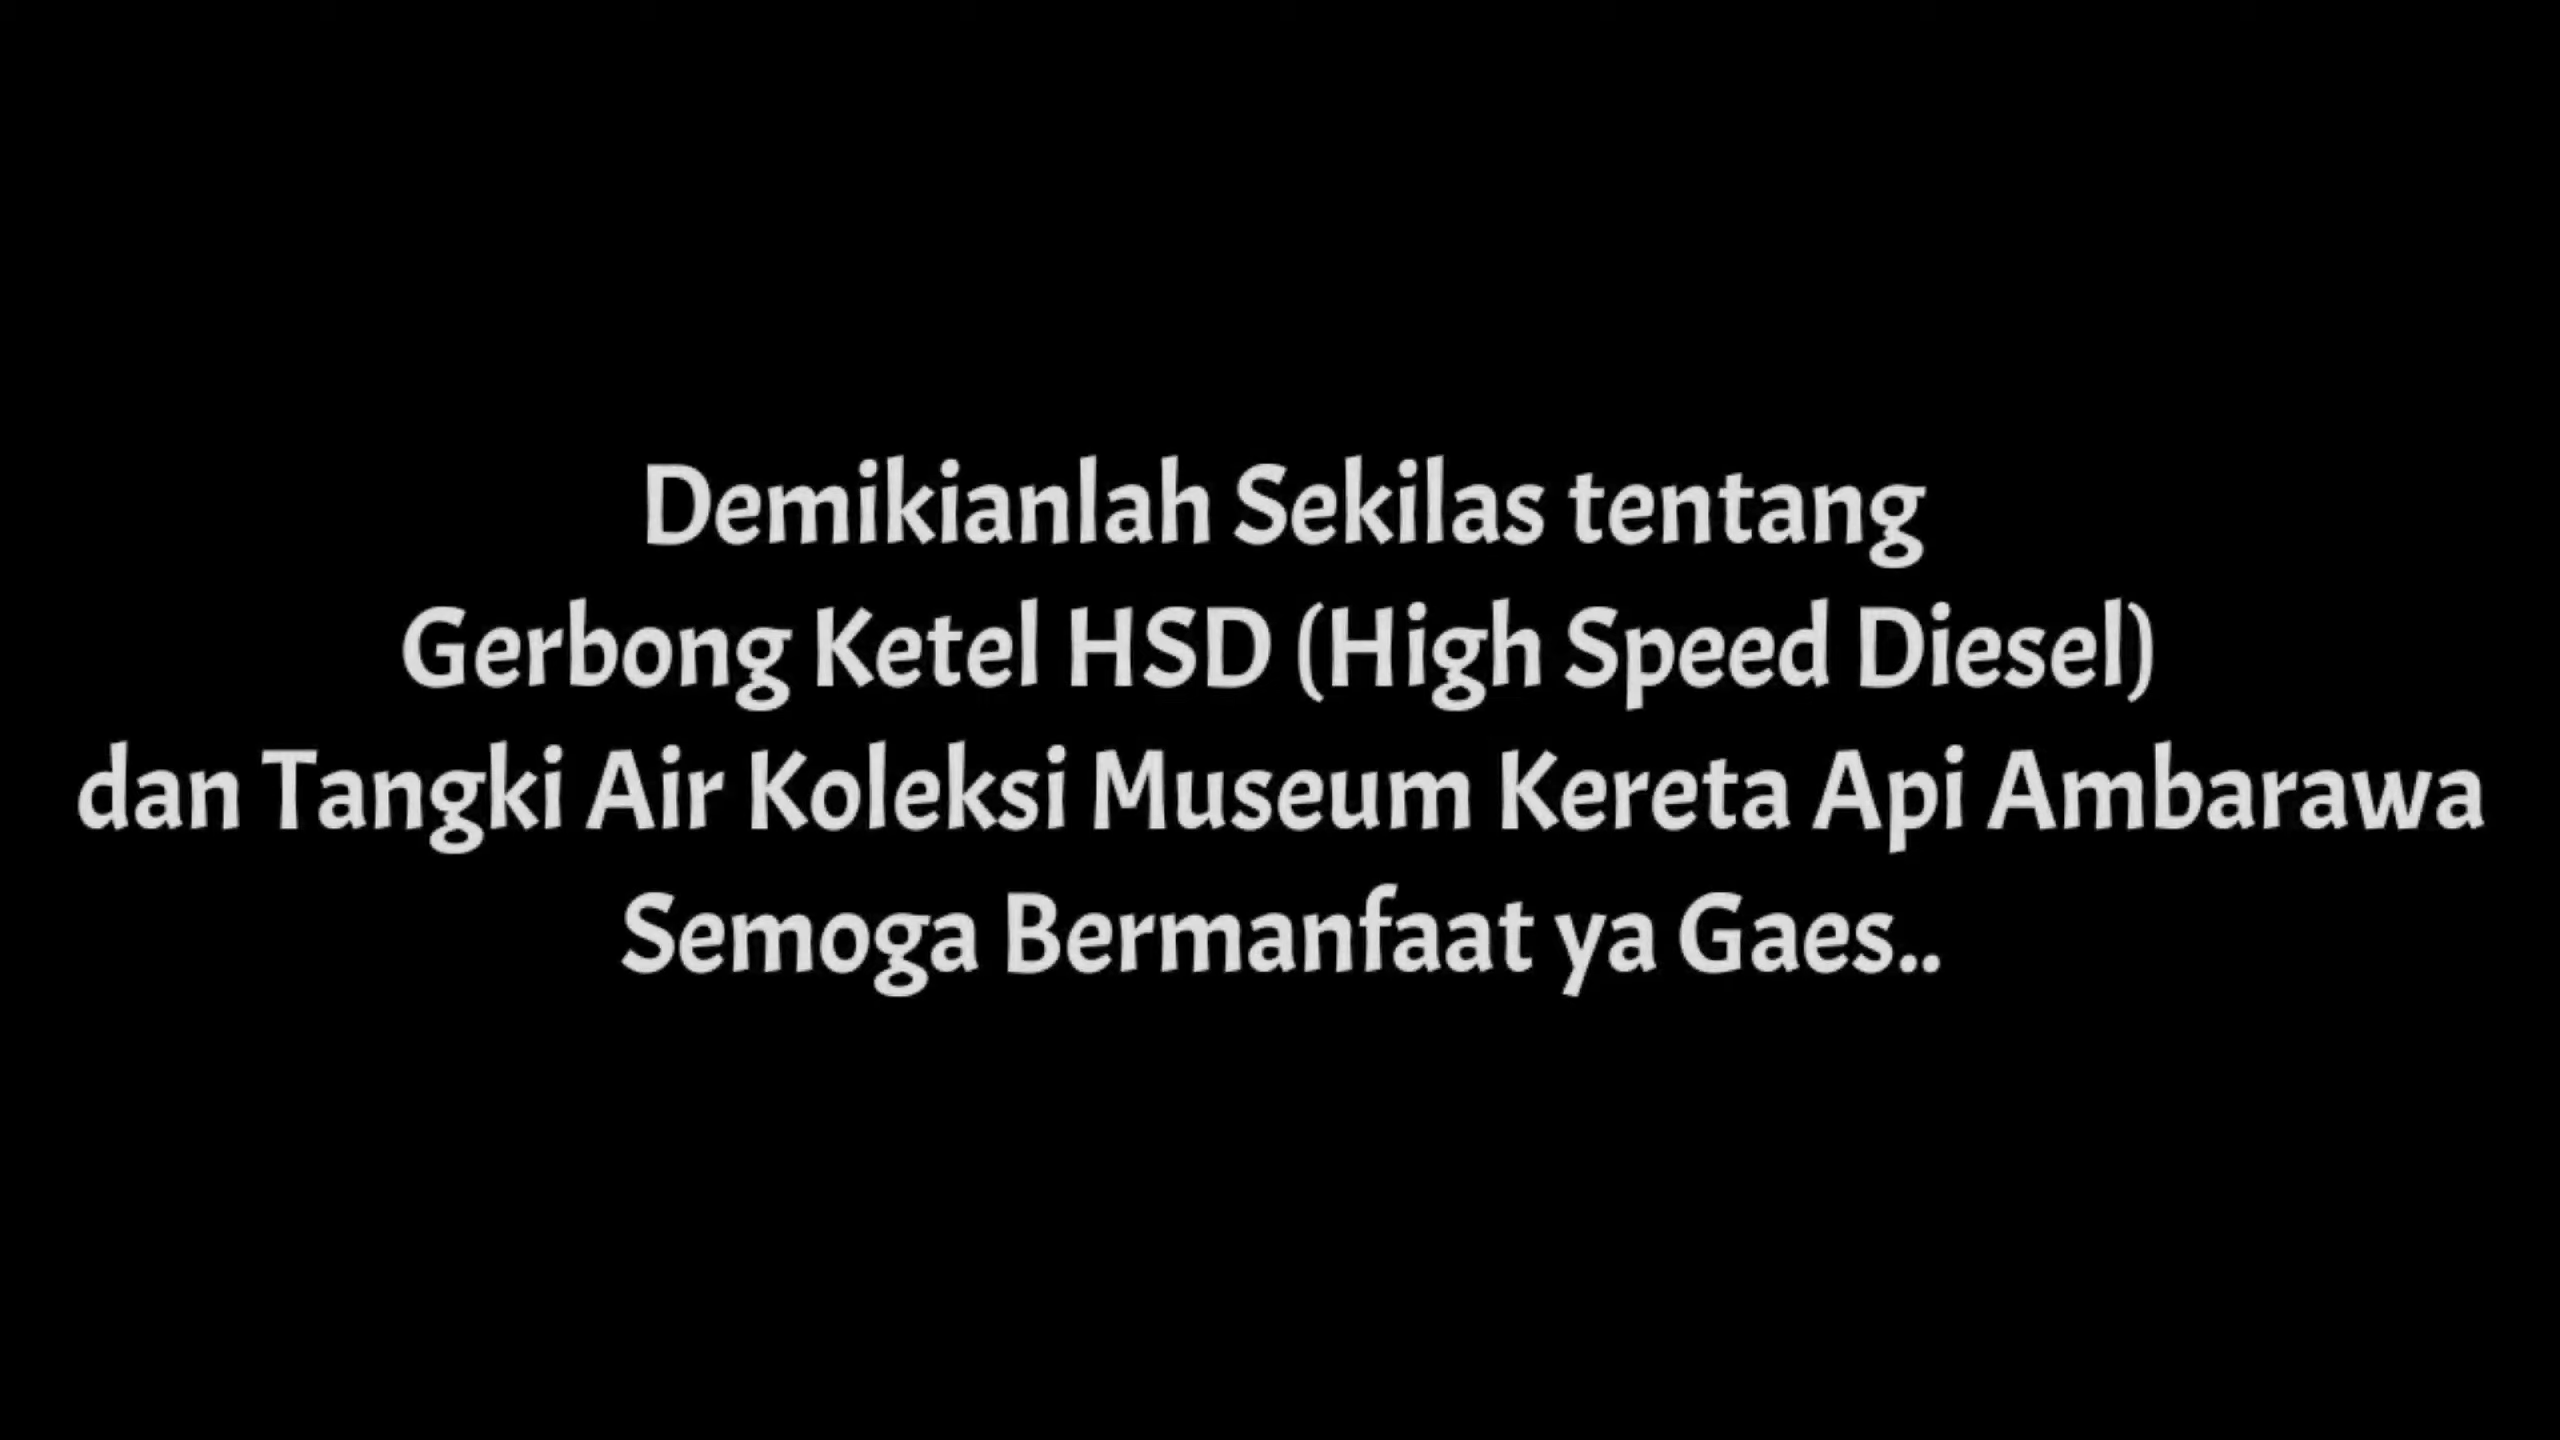 Demikianlah Sekilas tentang
Gerbong Ketel HSD (High Speed Diesel)
dan Tangki Air Koleksi Museum Kereta Api Ambarawa
Semoga Bermanfaat ya Gaes..